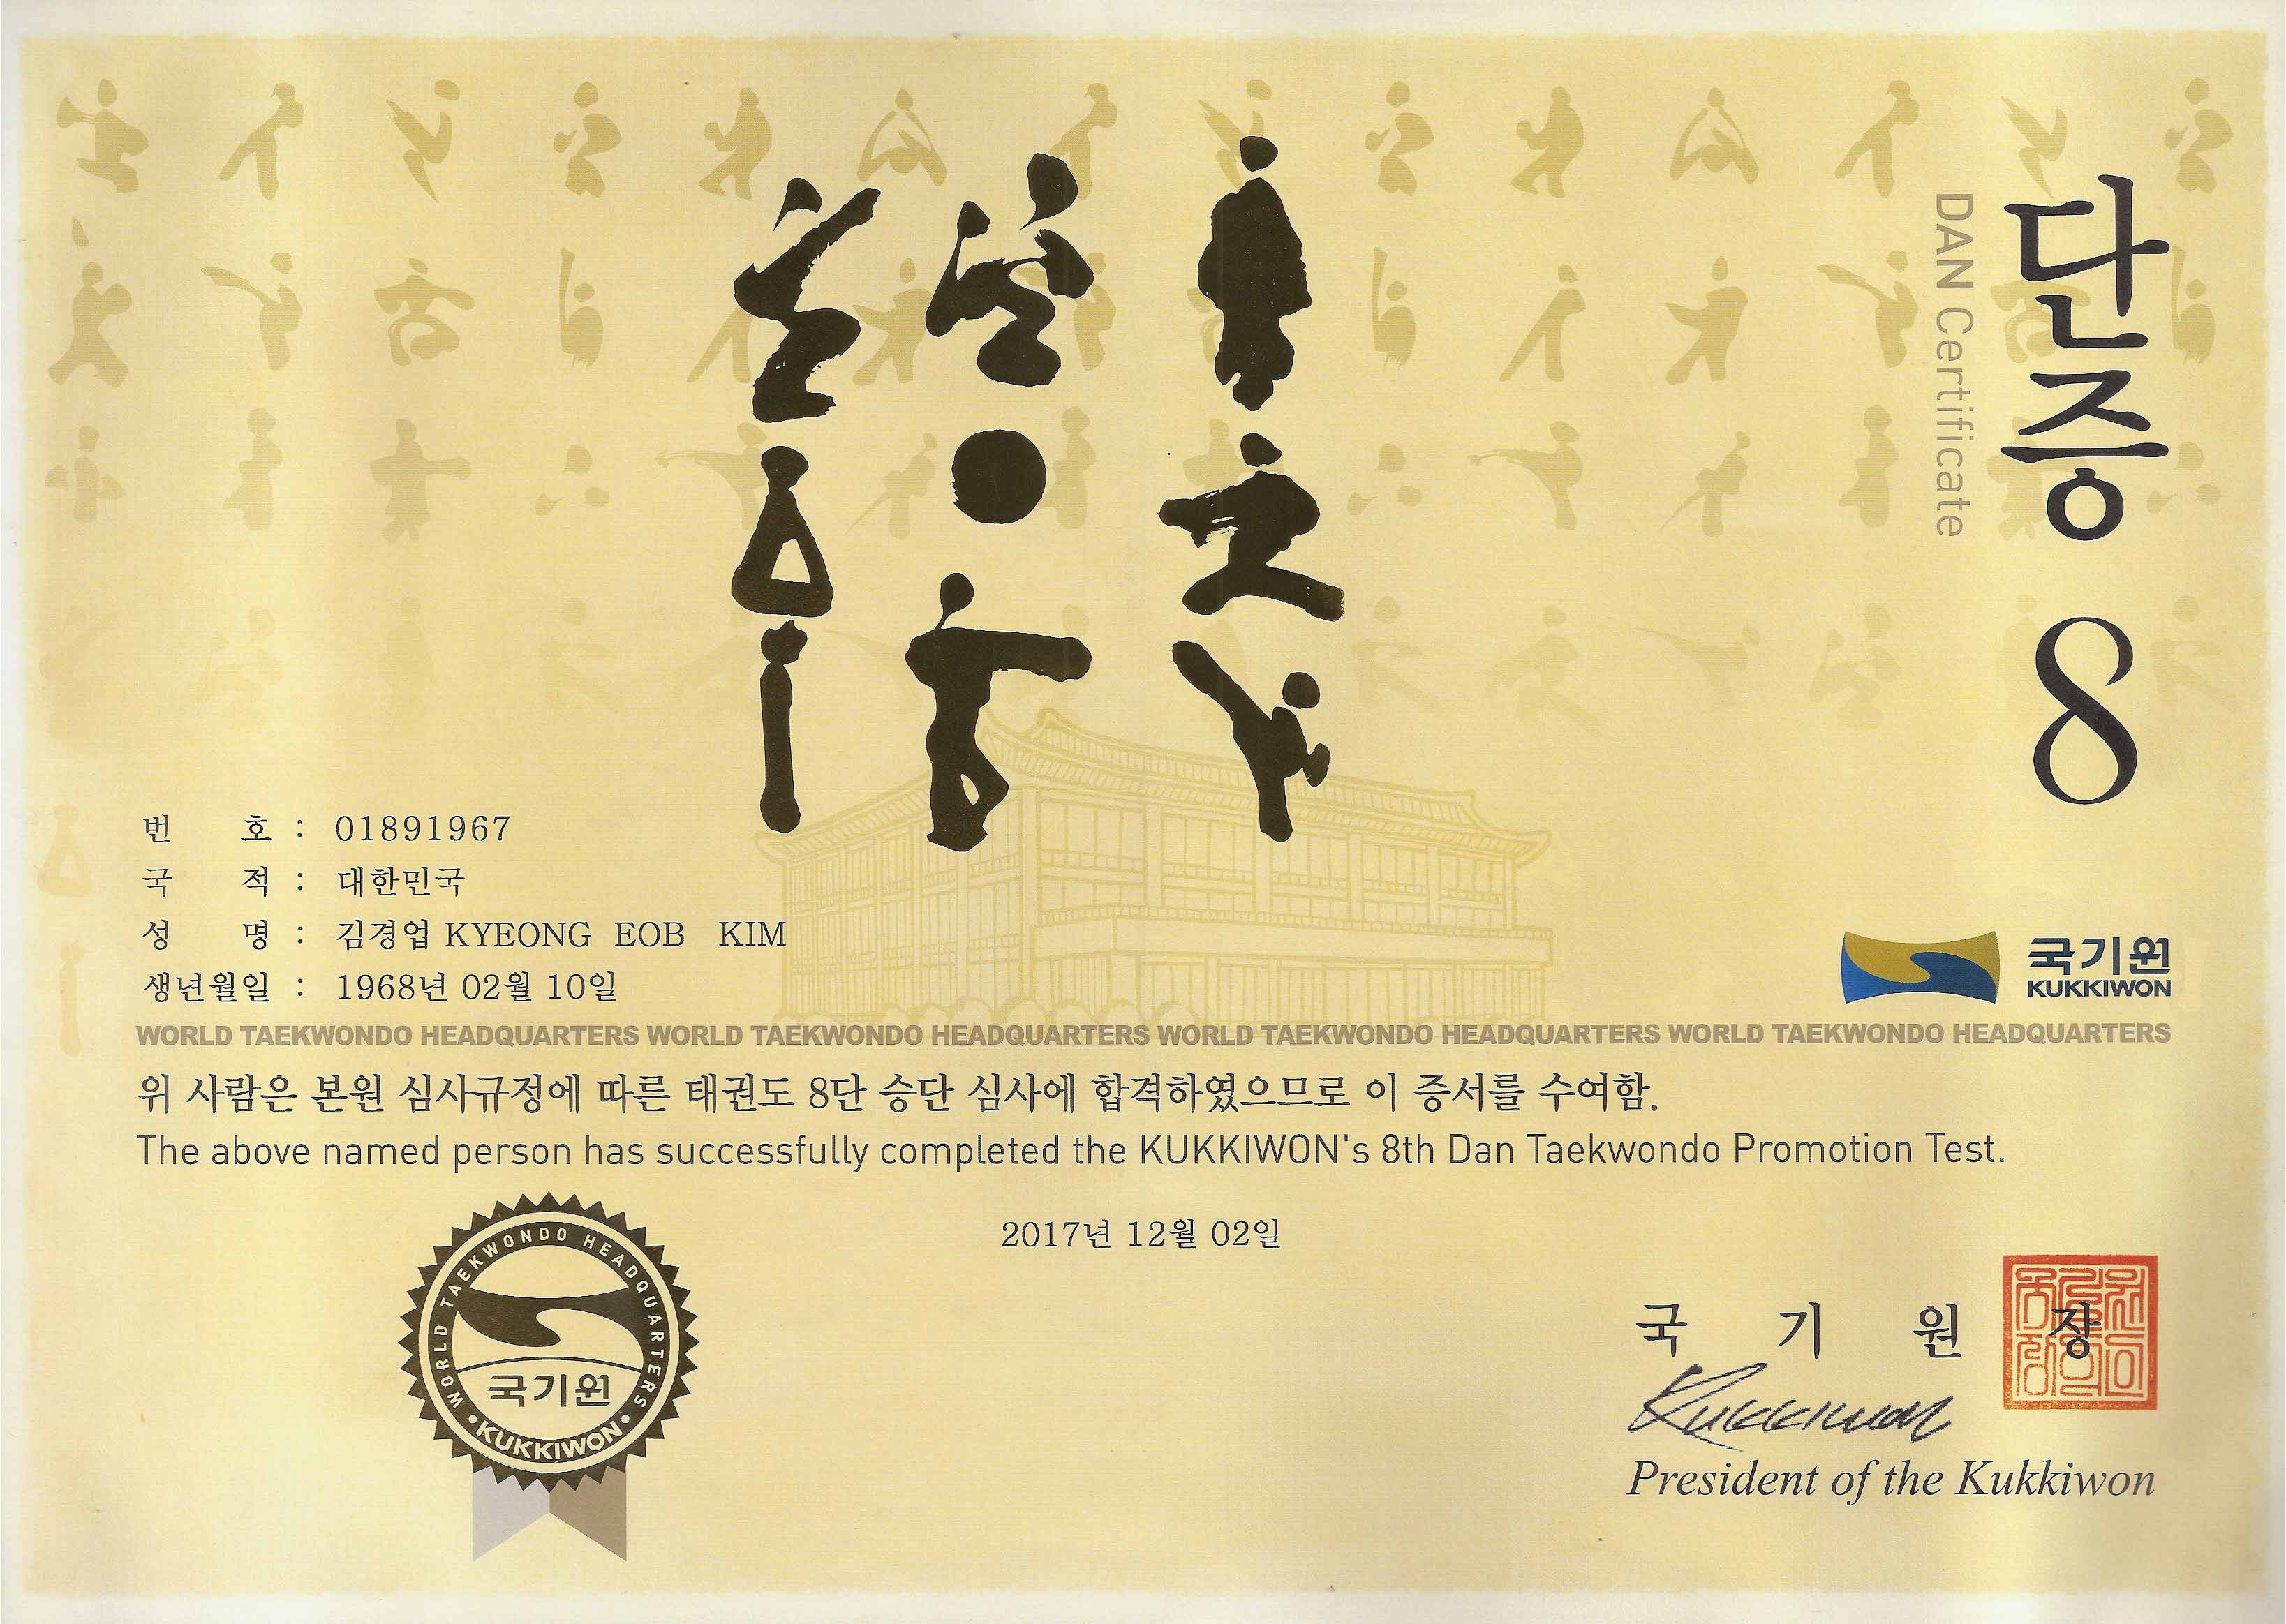 단증 8
DAN Certificate
번 호 : 01891967
국 적 : 대한민국
성 명 : 김경업 KYEONG EOB KIM
생년월일 : 1968년 02월 10일
국기원
KUKKIWON
WORLD TAEKWONDO HEADQUARTERS WORLD TAEKWONDO HEADQUARTERS WORLD TAEKWONDO HEADQUARTERS WORLD TAEKWONDO HEADQUARTERS
위 사람은 본원 심사규정에 따른 태권도 8단 승단 심사에 합격하였으므로 이 증서를 수여함.
The above named person has successfully completed the KUKKIWON's 8th Dan Taekwondo Promotion Test.
2017년 12월 02일
WORLD TAEKWONDO HEADQUARTERS
국기원
•KUKKIWON•
국 기 원 장
Kukkiwon
President of the Kukkiwon